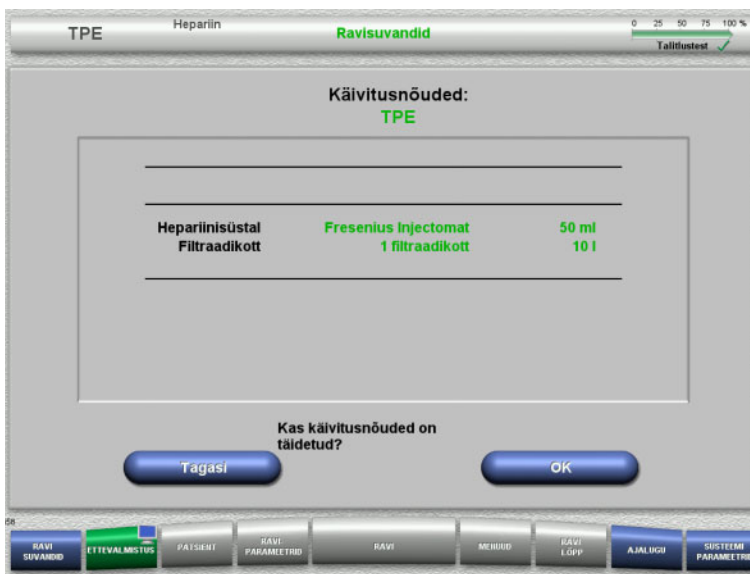 TPE
Hepariin
Ravisuvandid
0 25 50 75 100 %
Talitlustest
Käivitusnõuded:
TPE
Hepariinisüstal Fresenius Injectomat 50 ml
Filtraadikott 1 filtraadikott 10 l
Kas käivitusnõuded on
täidetud?
Tagasi
OK
58
RAVI
SUVANDID
ETTEVALMISTUS
PATSIENT
RAVI
PARAMEETRID
RAVI
MENÜÜD
RAVI
LÕPP
AJALUGU
SÜSTEEMI
PARAMEETRID